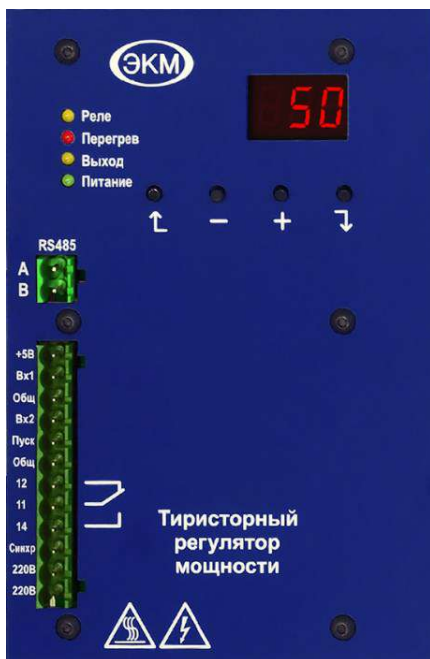 ЭКМ
50
Реле
Перегрев
Выход
Питание
RS485
A
B
+5В
Вх1
Общ
Вх2
Пуск
Общ
12
11
14
Синхр
220В
220В
Тиристорный
регулятор
мощности